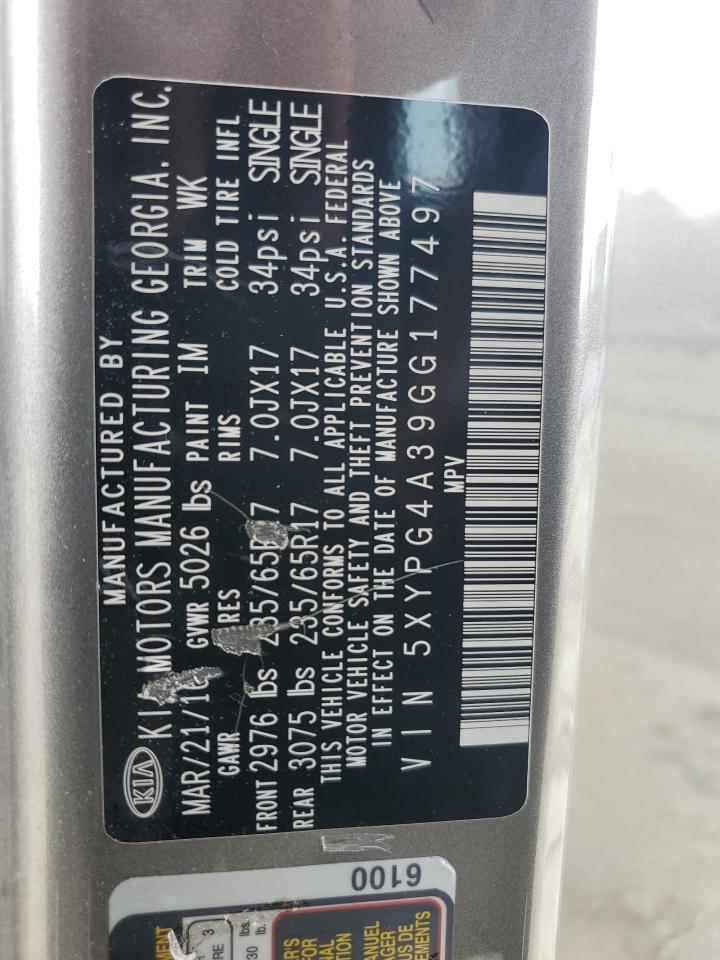 MANUFACTURED BY
KIA
KIA MOTORS MANUFACTURING GEORGIA, INC.
MAR/21/16 GVWR 5026 lbs PAINT IM TRIM WK
GAWR TIRES RIMS COLD TIRE INFL
FRONT 2976 lbs 235/65R17 7.0JX17 34psi SINGLE
REAR 3075 lbs 235/65R17 7.0JX17 34psi SINGLE
THIS VEHICLE CONFORMS TO ALL APPLICABLE U.S.A. FEDERAL
MOTOR VEHICLE SAFETY AND THEFT PREVENTION STANDARDS
IN EFFECT ON THE DATE OF MANUFACTURE SHOWN ABOVE
VIN 5XYPG4A39GG177497
MPV
6100